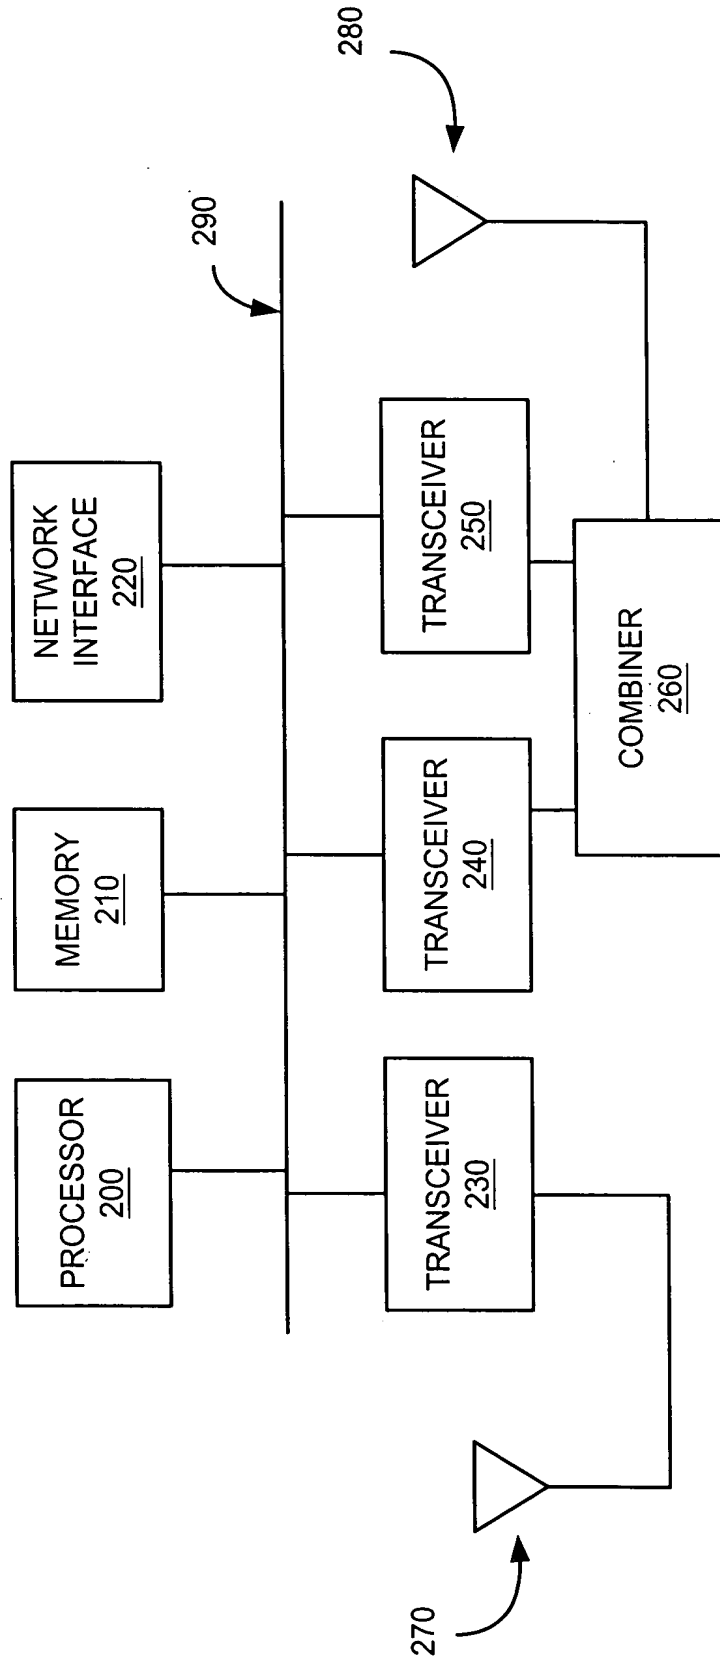 PROCESSOR
200
MEMORY
210
NETWORK
INTERFACE
220
290
280
TRANSCEIVER
230
TRANSCEIVER
240
TRANSCEIVER
250
270
COMBINER
260